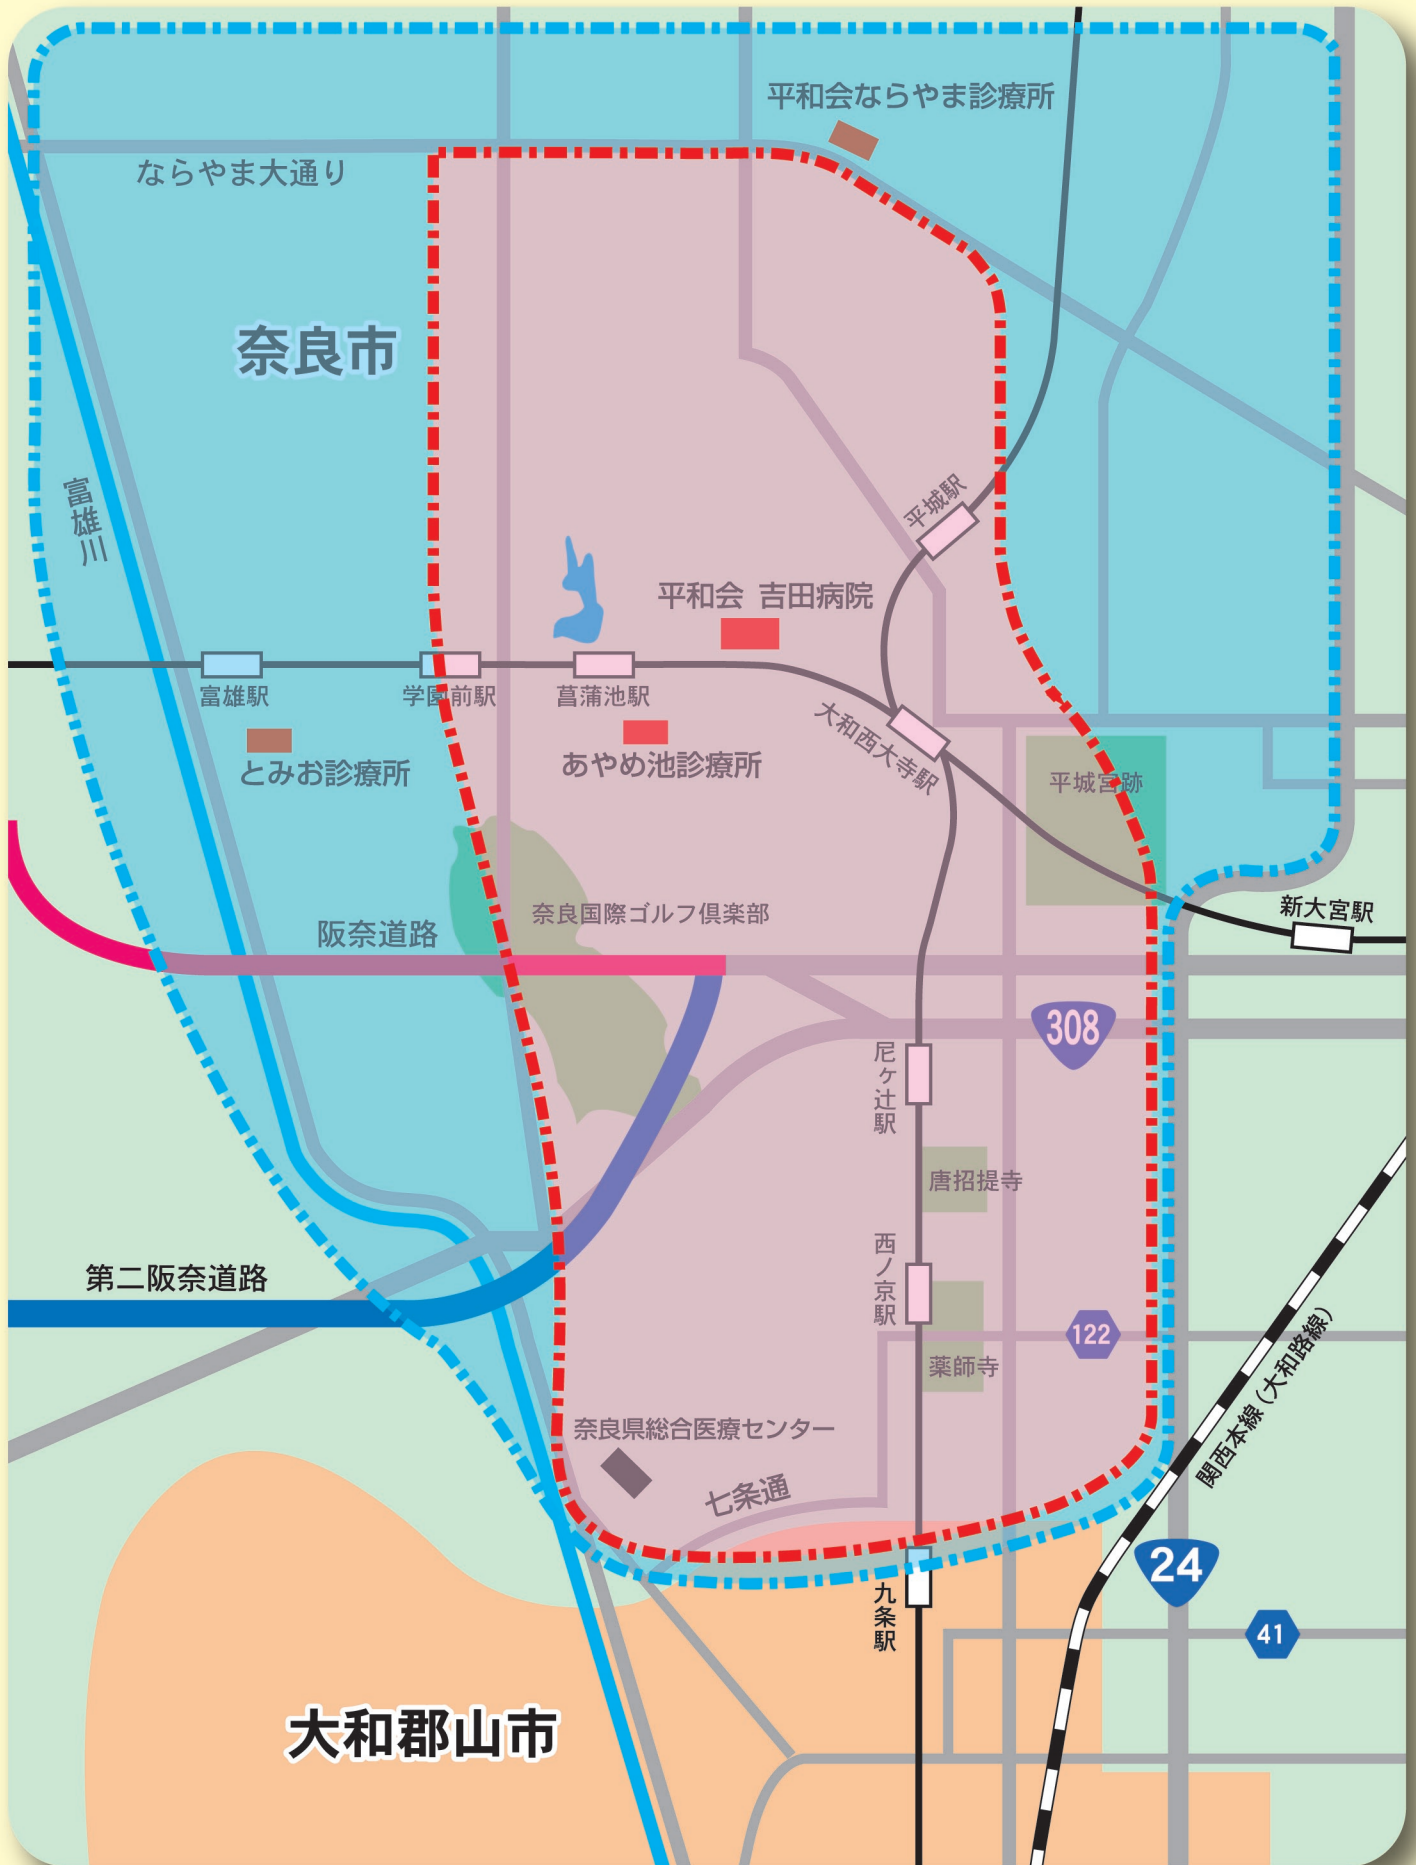 平和会ならやま診療所
ならやま大通り
奈良市
富雄川
平城駅
平和会 吉田病院
富雄駅
学園前駅
菖蒲池駅
大和西大寺駅
とみお診療所
あやめ池診療所
平城宮跡
奈良国際ゴルフ倶楽部
新大宮駅
阪奈道路
308
尼ヶ辻駅
唐招提寺
西ノ京駅
第二阪奈道路
122
薬師寺
関西本線(大和路線)
奈良県総合医療センター
七条通
24
九条駅
41
大和郡山市